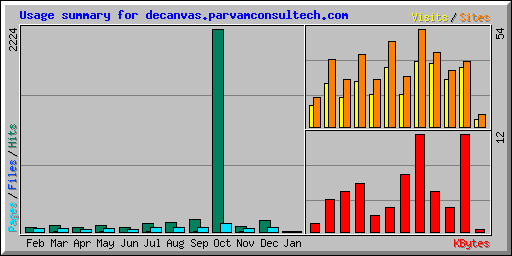 Usage summary for decanvas.parvamconsultech.com
Visits / Sites
2224
54
Pages / Files / Hits
12
Feb Mar Apr May Jun Jul Aug Sep Oct Nov Dec Jan
KBytes